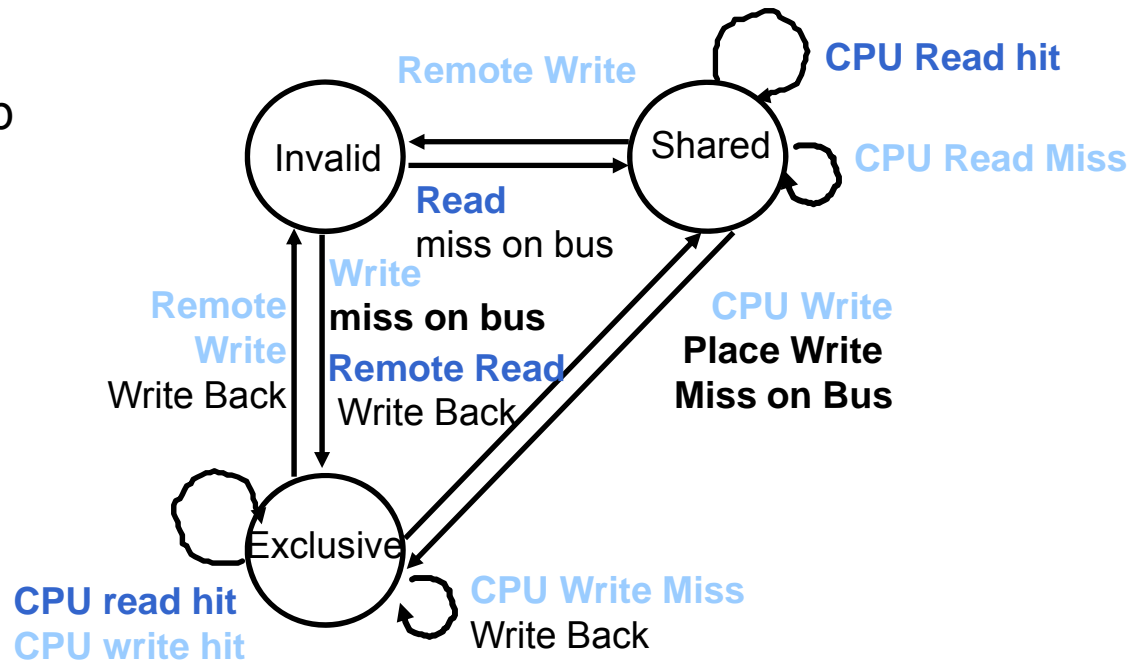 Remote Write
CPU Read hit
Invalid
Shared
CPU Read Miss
Read
miss on bus
Write
miss on bus
Remote
Write
Write Back
Remote Read
Write Back
CPU Write
Place Write
Miss on Bus
Exclusive
CPU read hit
CPU write hit
CPU Write Miss
Write Back